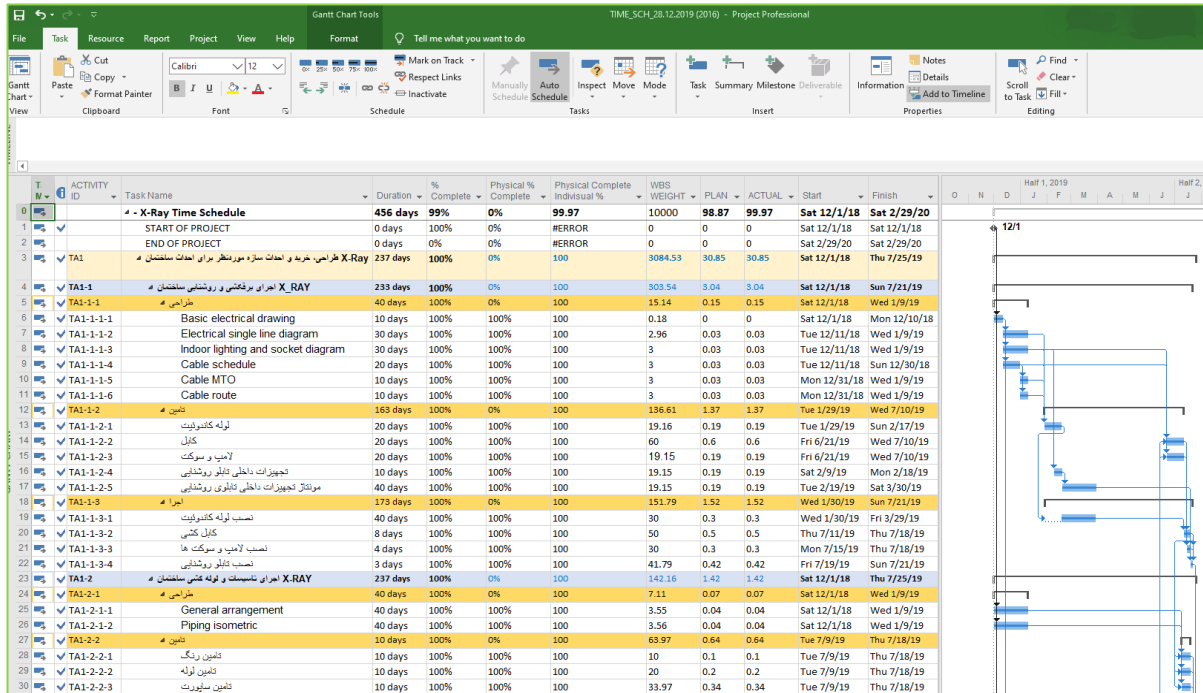 Gantt Chart Tools
TIME_SCH_28.12.2019 (2016) - Project Professional
File Task Resource Report Project View Help Format Tell me what you want to do
Gantt Chart
View
Paste
Cut
Copy
Format Painter
Clipboard
Calibri 12
B I U A
Font
0× 25× 50× 75× 100×
Mark on Track
Respect Links
Inactivate
Schedule
Manually Schedule
Auto Schedule
Inspect Move Mode
Tasks
Task Summary Milestone Deliverable
Insert
Information
Notes
Details
Add to Timeline
Properties
Scroll to Task
Find
Clear
Fill
Editing
ACTIVITY ID Task Name Duration % Complete Physical % Complete Physical Complete Indivisual % WBS WEIGHT PLAN ACTUAL Start Finish
Half 1, 2019 Half 2,
O N D J F M A M J J
0 - X-Ray Time Schedule 456 days 99% 0% 99.97 10000 98.87 99.97 Sat 12/1/18 Sat 2/29/20
1 START OF PROJECT 0 days 100% 0% #ERROR 0 0 0 Sat 12/1/18 Sat 12/1/18 12/1
2 END OF PROJECT 0 days 0% 0% #ERROR 0 0 0 Sat 2/29/20 Sat 2/29/20
3 TA1 طراحی، خرید و احداث سازه موردنظر برای احداث ساختمان X-Ray 237 days 100% 0% 100 3084.53 30.85 30.85 Sat 12/1/18 Thu 7/25/19
4 TA1-1 اجرای برقکشی و روشنایی ساختمان X_RAY 233 days 100% 0% 100 303.54 3.04 3.04 Sat 12/1/18 Sun 7/21/19
5 TA1-1-1 طراحی 40 days 100% 0% 100 15.14 0.15 0.15 Sat 12/1/18 Wed 1/9/19
6 TA1-1-1-1 Basic electrical drawing 10 days 100% 100% 100 0.18 0 0 Sat 12/1/18 Mon 12/10/18
7 TA1-1-1-2 Electrical single line diagram 30 days 100% 100% 100 2.96 0.03 0.03 Tue 12/11/18 Wed 1/9/19
8 TA1-1-1-3 Indoor lighting and socket diagram 30 days 100% 100% 100 3 0.03 0.03 Tue 12/11/18 Wed 1/9/19
9 TA1-1-1-4 Cable schedule 20 days 100% 100% 100 3 0.03 0.03 Tue 12/11/18 Sun 12/30/18
10 TA1-1-1-5 Cable MTO 10 days 100% 100% 100 3 0.03 0.03 Mon 12/31/18 Wed 1/9/19
11 TA1-1-1-6 Cable route 10 days 100% 100% 100 3 0.03 0.03 Mon 12/31/18 Wed 1/9/19
12 TA1-1-2 تامین 163 days 100% 0% 100 136.61 1.37 1.37 Tue 1/29/19 Wed 7/10/19
13 TA1-1-2-1 لوله کاندوئیت 20 days 100% 100% 100 19.16 0.19 0.19 Tue 1/29/19 Sun 2/17/19
14 TA1-1-2-2 کابل 20 days 100% 100% 100 60 0.6 0.6 Fri 6/21/19 Wed 7/10/19
15 TA1-1-2-3 لامپ و سوکت 20 days 100% 100% 100 19.15 0.19 0.19 Fri 6/21/19 Wed 7/10/19
16 TA1-1-2-4 تجهیزات داخلی تابلو روشنایی 10 days 100% 100% 100 19.15 0.19 0.19 Sat 2/9/19 Mon 2/18/19
17 TA1-1-2-5 مونتاژ تجهیزات داخلی تابلوی روشنایی 40 days 100% 100% 100 19.15 0.19 0.19 Tue 2/19/19 Sat 3/30/19
18 TA1-1-3 اجرا 173 days 100% 0% 100 151.79 1.52 1.52 Wed 1/30/19 Sun 7/21/19
19 TA1-1-3-1 نصب لوله کاندوئیت 40 days 100% 100% 100 30 0.3 0.3 Wed 1/30/19 Fri 3/29/19
20 TA1-1-3-2 کابل کشی 8 days 100% 100% 100 50 0.5 0.5 Thu 7/11/19 Thu 7/18/19
21 TA1-1-3-3 نصب لامپ و سوکت ها 4 days 100% 100% 100 30 0.3 0.3 Mon 7/15/19 Thu 7/18/19
22 TA1-1-3-4 نصب تابلو روشنایی 3 days 100% 100% 100 41.79 0.42 0.42 Fri 7/19/19 Sun 7/21/19
23 TA1-2 اجرای تاسیسات و لوله کشی ساختمان X-RAY 237 days 100% 0% 100 142.16 1.42 1.42 Sat 12/1/18 Thu 7/25/19
24 TA1-2-1 طراحی 40 days 100% 0% 100 7.11 0.07 0.07 Sat 12/1/18 Wed 1/9/19
25 TA1-2-1-1 General arrangement 40 days 100% 100% 100 3.55 0.04 0.04 Sat 12/1/18 Wed 1/9/19
26 TA1-2-1-2 Piping isometric 40 days 100% 100% 100 3.56 0.04 0.04 Sat 12/1/18 Wed 1/9/19
27 TA1-2-2 تامین 10 days 100% 0% 100 63.97 0.64 0.64 Tue 7/9/19 Thu 7/18/19
28 TA1-2-2-1 تامین رنگ 10 days 100% 100% 100 10 0.1 0.1 Tue 7/9/19 Thu 7/18/19
29 TA1-2-2-2 تامین لوله 10 days 100% 100% 100 20 0.2 0.2 Tue 7/9/19 Thu 7/18/19
30 TA1-2-2-3 تامین ساپورت 10 days 100% 100% 100 33.97 0.34 0.34 Tue 7/9/19 Thu 7/18/19